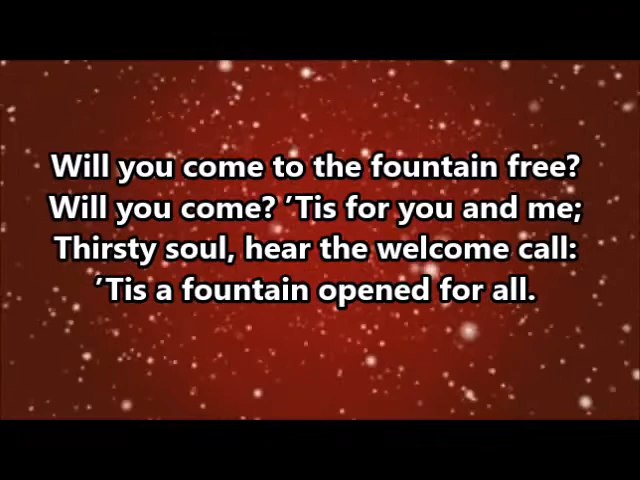 Will you come to the fountain free?
Will you come? ’Tis for you and me;
Thirsty soul, hear the welcome call:
’Tis a fountain opened for all.